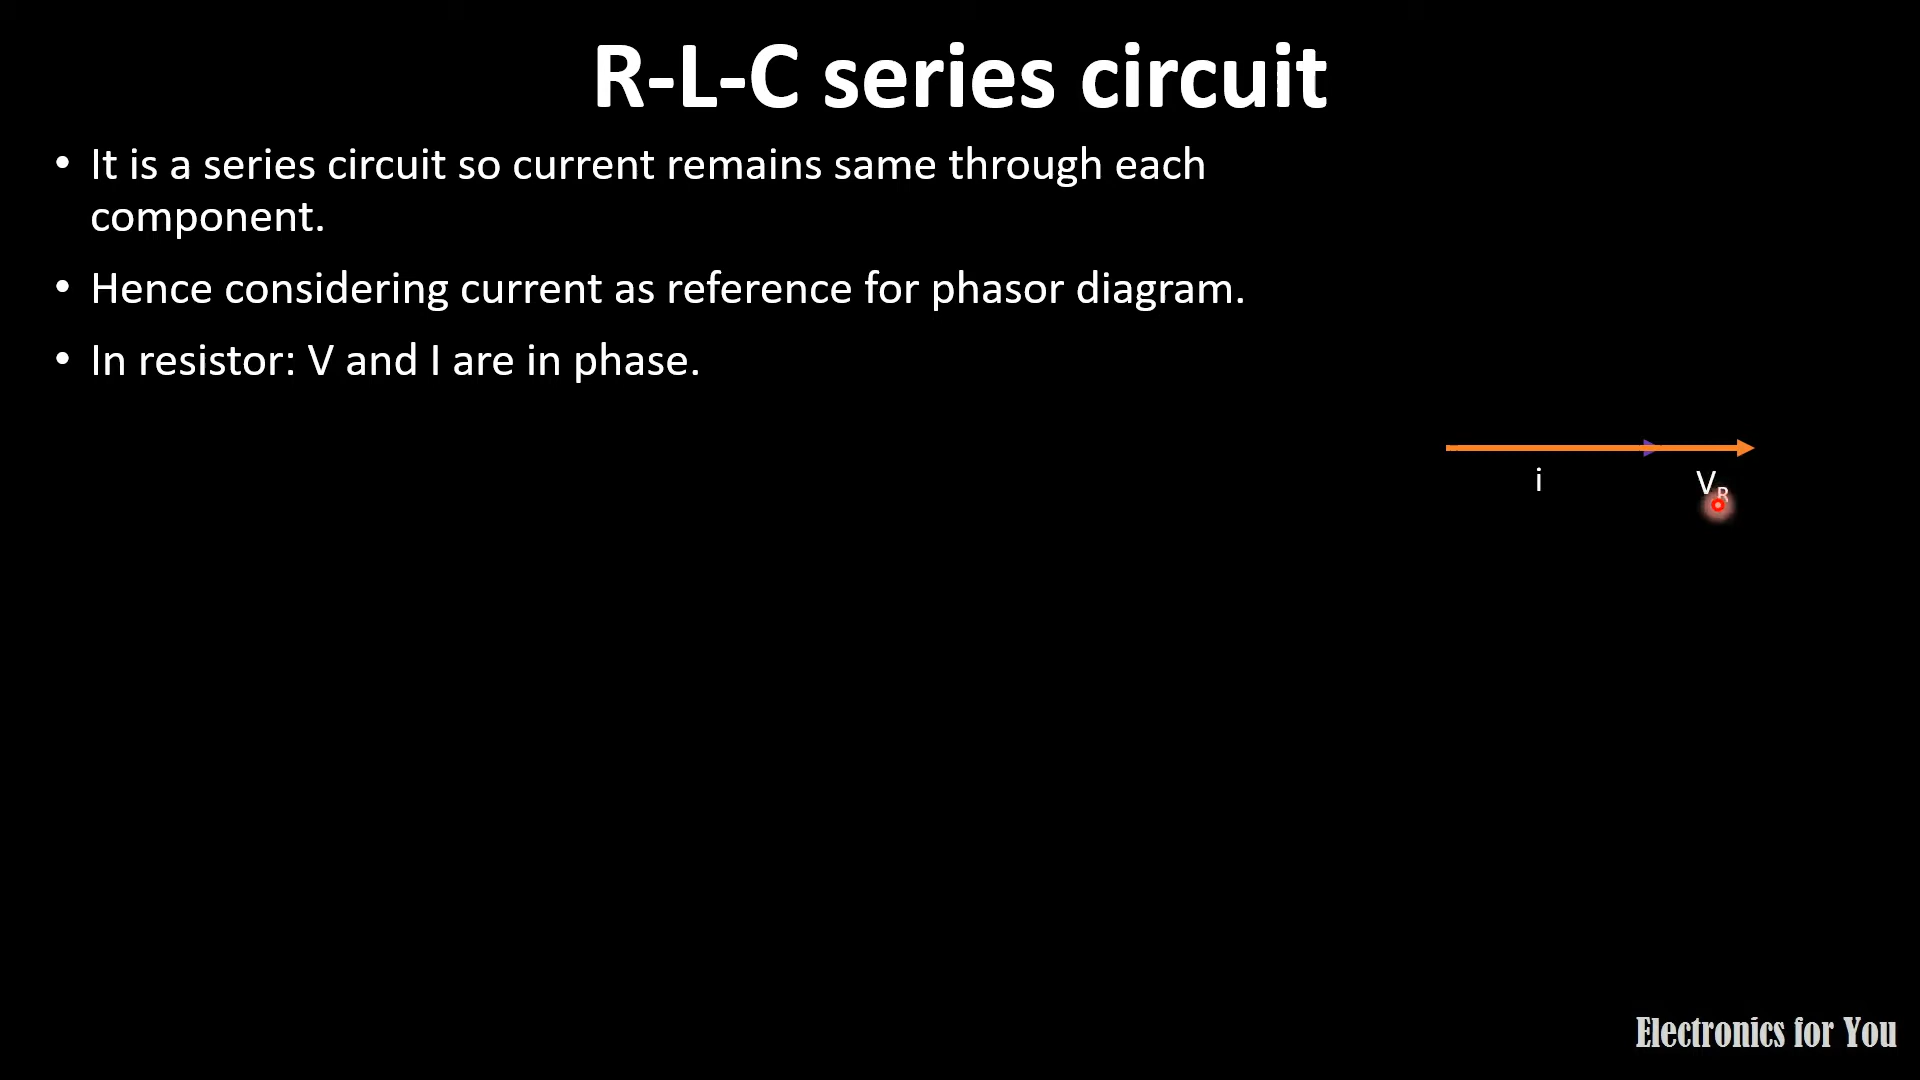 R-L-C series circuit
• It is a series circuit so current remains same through each
component.
• Hence considering current as reference for phasor diagram.
• In resistor: V and I are in phase.
i
V_R
Electronics for You